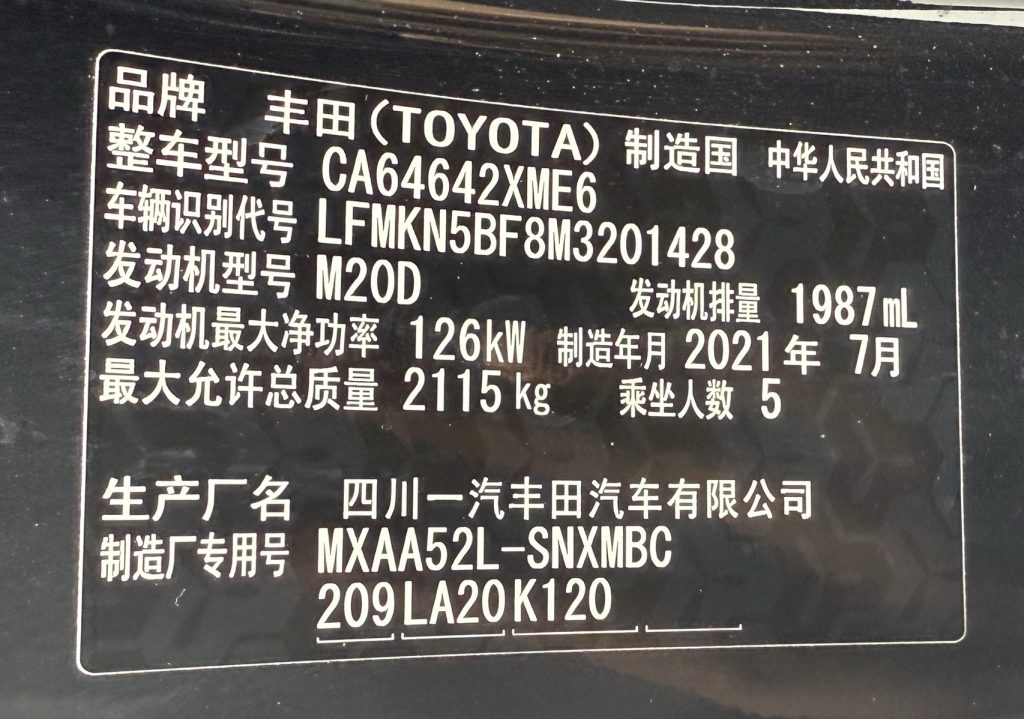 品牌 丰田(TOYOTA) 制造国 中华人民共和国
整车型号 CA64642XME6
车辆识别代号 LFMKN5BF8M3201428
发动机型号 M20D 发动机排量 1987mL
发动机最大净功率 126kW 制造年月 2021年 7月
最大允许总质量 2115kg 乘坐人数 5
生产厂名 四川一汽丰田汽车有限公司
制造厂专用号 MXAA52L-SNXMBC
209 LA20 K120